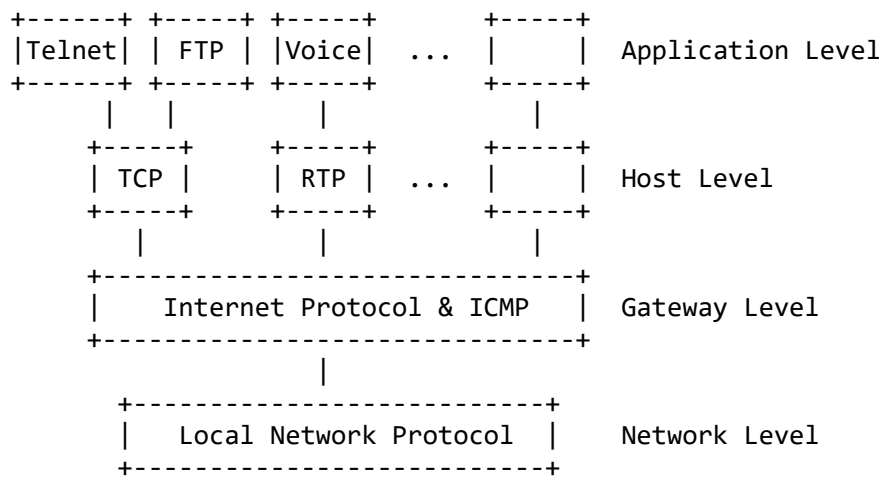 Telnet FTP Voice ... Application Level
TCP RTP ... Host Level
Internet Protocol & ICMP Gateway Level
Local Network Protocol Network Level